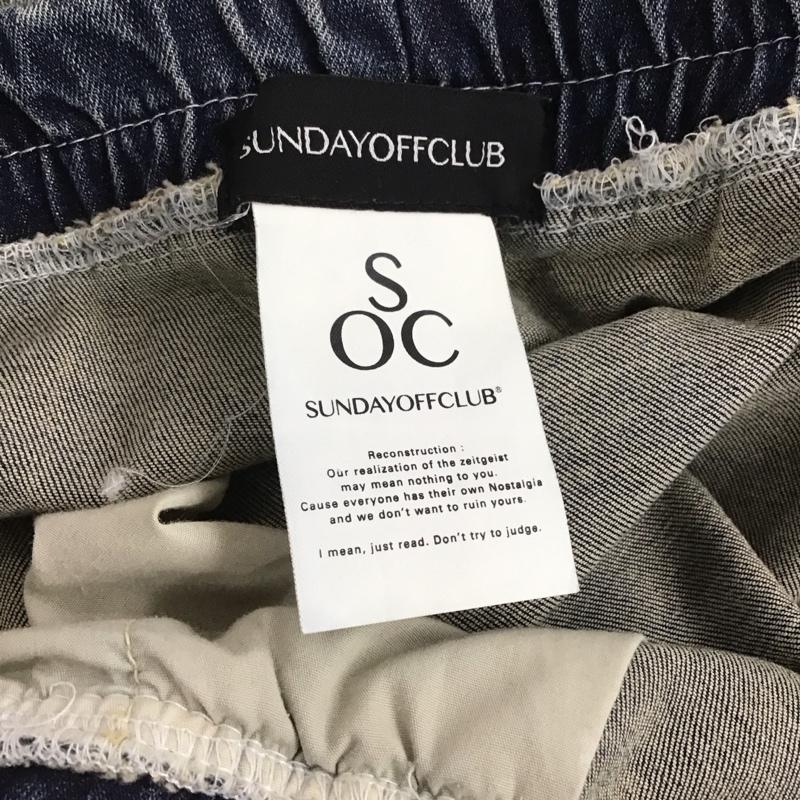 SUNDAYOFFCLUB
S
OC
SUNDAYOFFCLUB®
Reconstruction :
Our realization of the zeitgeist
may mean nothing to you.
Cause everyone has their own Nostalgia
and we don't want to ruin yours.
I mean, just read. Don't try to judge.